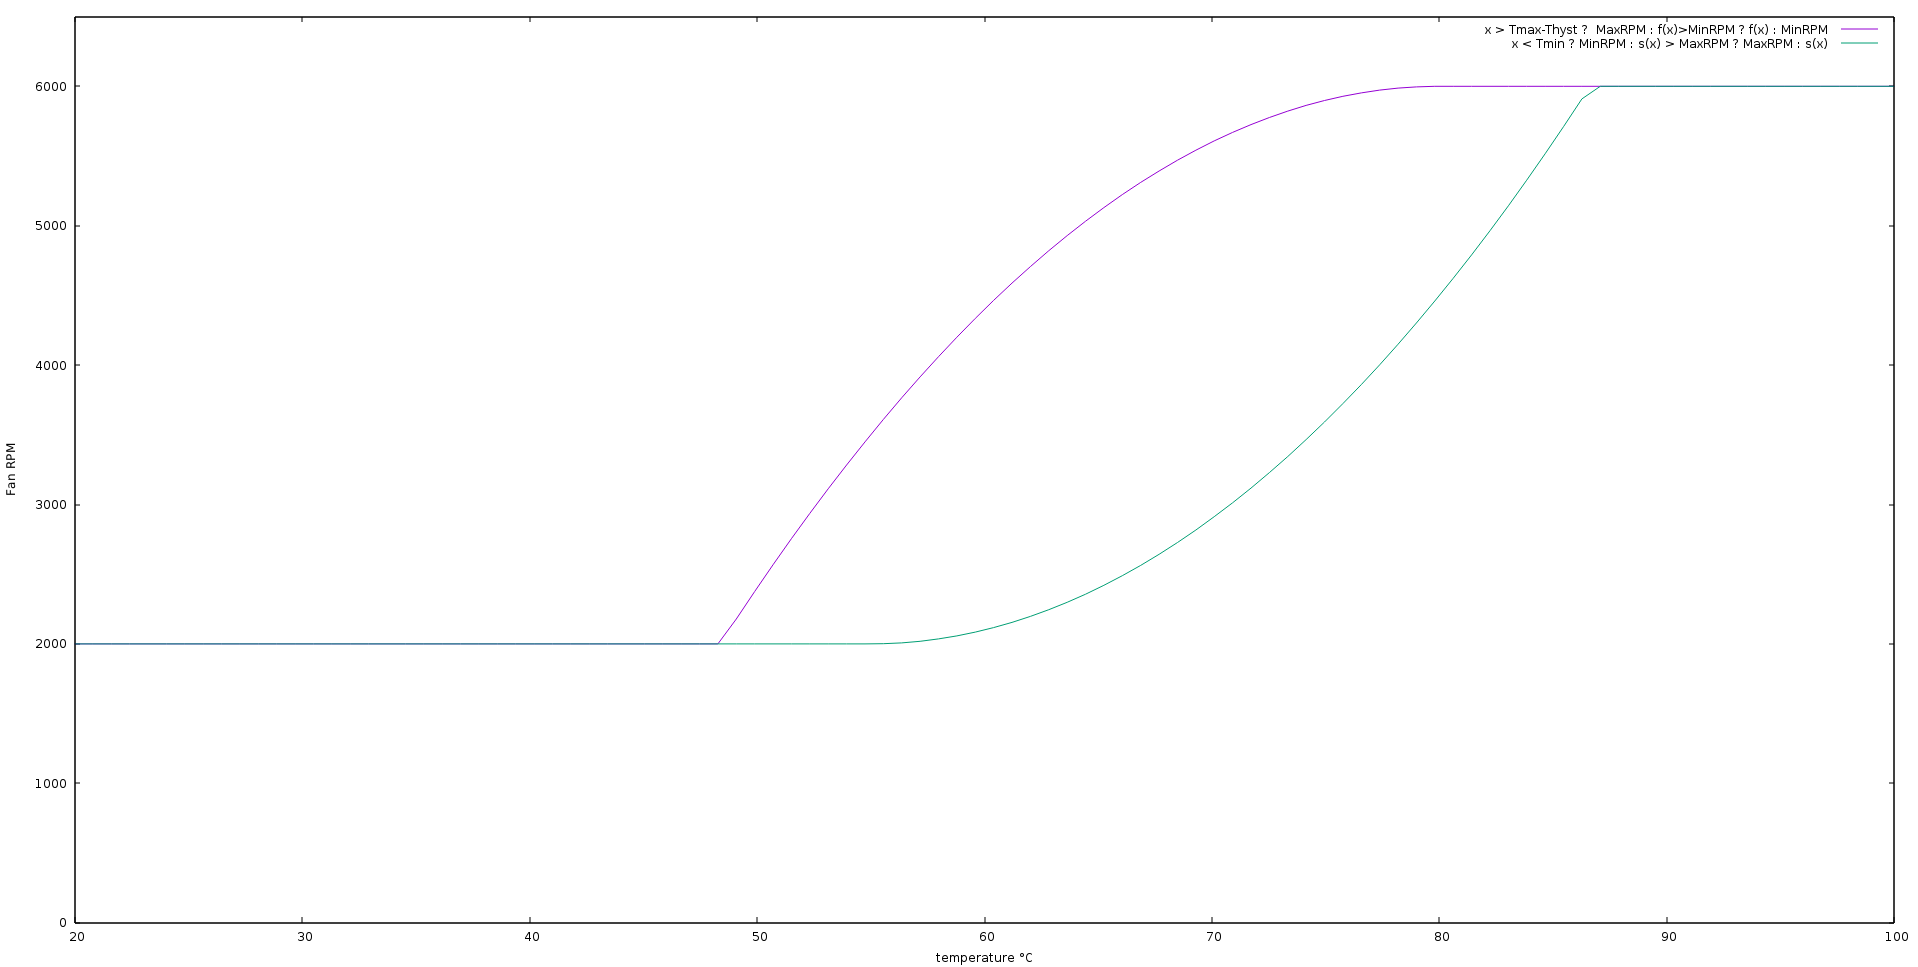 x > Tmax-Thyst ?  MaxRPM : f(x)>MinRPM ? f(x) : MinRPM
x < Tmin ? MinRPM : s(x) > MaxRPM ? MaxRPM : s(x)
6000
5000
4000
3000
2000
1000
0
Fan RPM
20 30 40 50 60 70 80 90 100
temperature °C